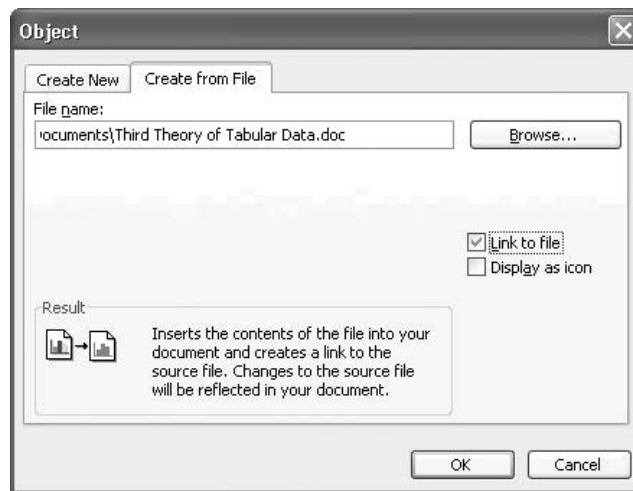 Object
Create New
Create from File
File name:
ocuments\Third Theory of Tabular Data.doc
Browse...
Link to file
Display as icon
Result
Inserts the contents of the file into your
document and creates a link to the
source file. Changes to the source file
will be reflected in your document.
OK
Cancel